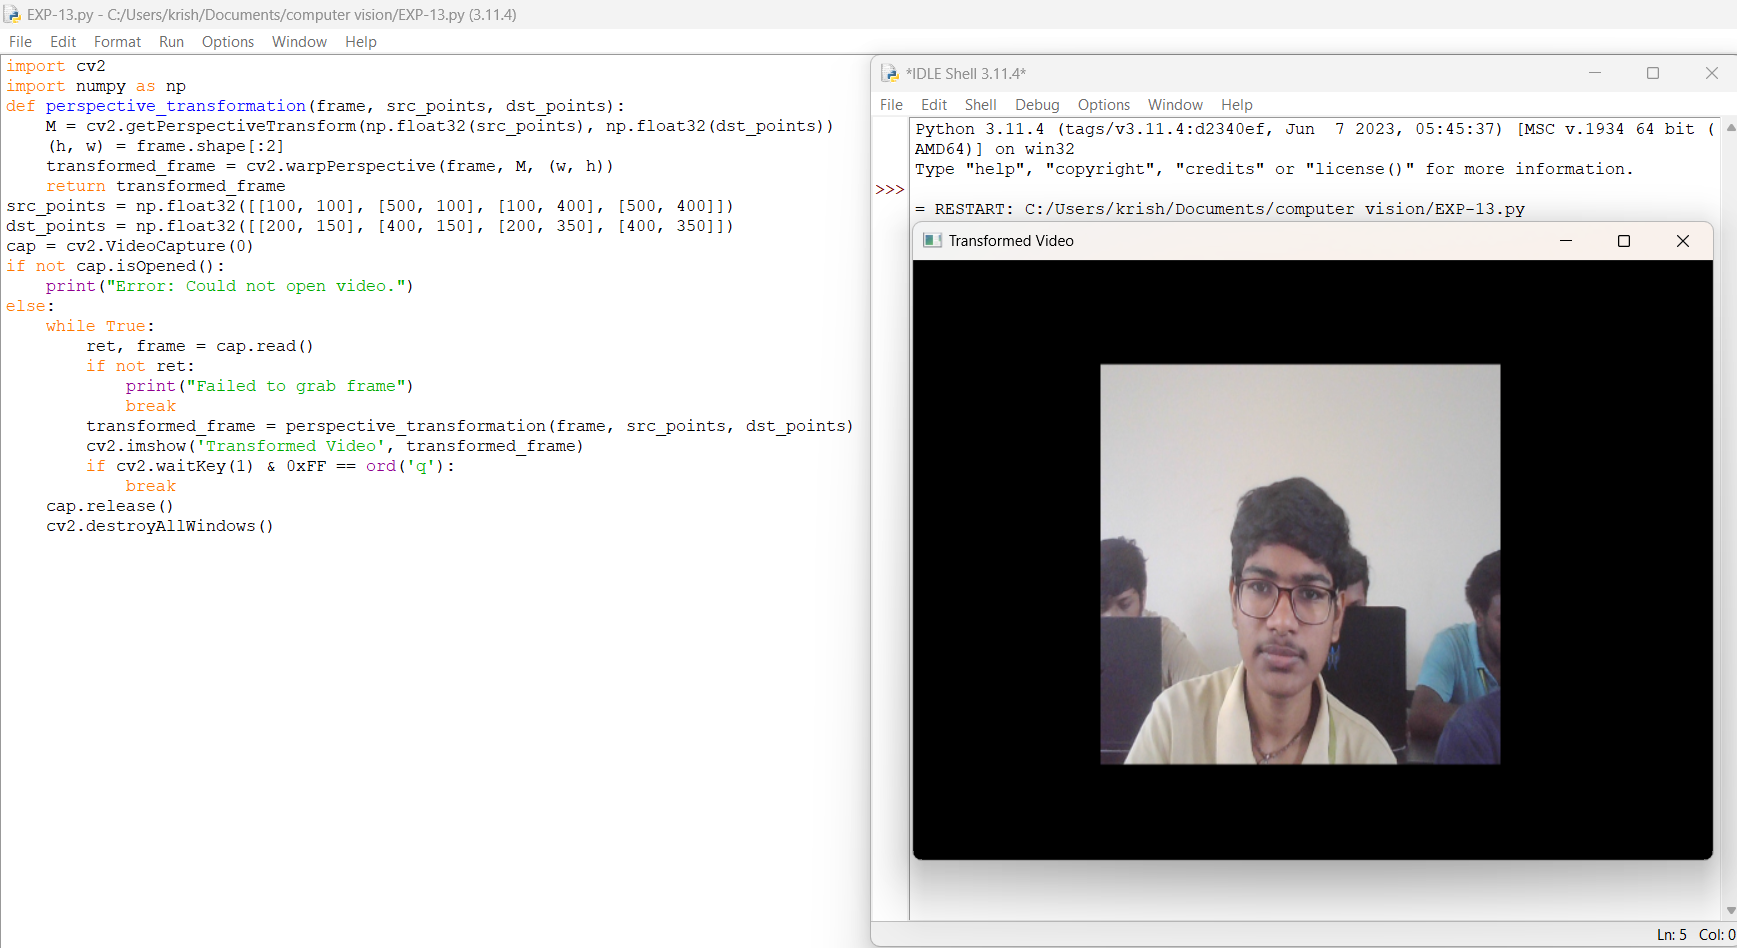 EXP-13.py - C:/Users/krish/Documents/computer vision/EXP-13.py (3.11.4)
File Edit Format Run Options Window Help
import cv2
import numpy as np
def perspective_transformation(frame, src_points, dst_points):
    M = cv2.getPerspectiveTransform(np.float32(src_points), np.float32(dst_points))
    (h, w) = frame.shape[:2]
    transformed_frame = cv2.warpPerspective(frame, M, (w, h))
    return transformed_frame
src_points = np.float32([[100, 100], [500, 100], [100, 400], [500, 400]])
dst_points = np.float32([[200, 150], [400, 150], [200, 350], [400, 350]])
cap = cv2.VideoCapture(0)
if not cap.isOpened():
    print("Error: Could not open video.")
else:
    while True:
        ret, frame = cap.read()
        if not ret:
            print("Failed to grab frame")
            break
        transformed_frame = perspective_transformation(frame, src_points, dst_points)
        cv2.imshow('Transformed Video', transformed_frame)
        if cv2.waitKey(1) & 0xFF == ord('q'):
            break
    cap.release()
    cv2.destroyAllWindows()
*IDLE Shell 3.11.4*
File Edit Shell Debug Options Window Help
Python 3.11.4 (tags/v3.11.4:d2340ef, Jun  7 2023, 05:45:37) [MSC v.1934 64 bit (
AMD64)] on win32
Type "help", "copyright", "credits" or "license()" for more information.
>>>
= RESTART: C:/Users/krish/Documents/computer vision/EXP-13.py
Transformed Video
Ln: 5 Col: 0